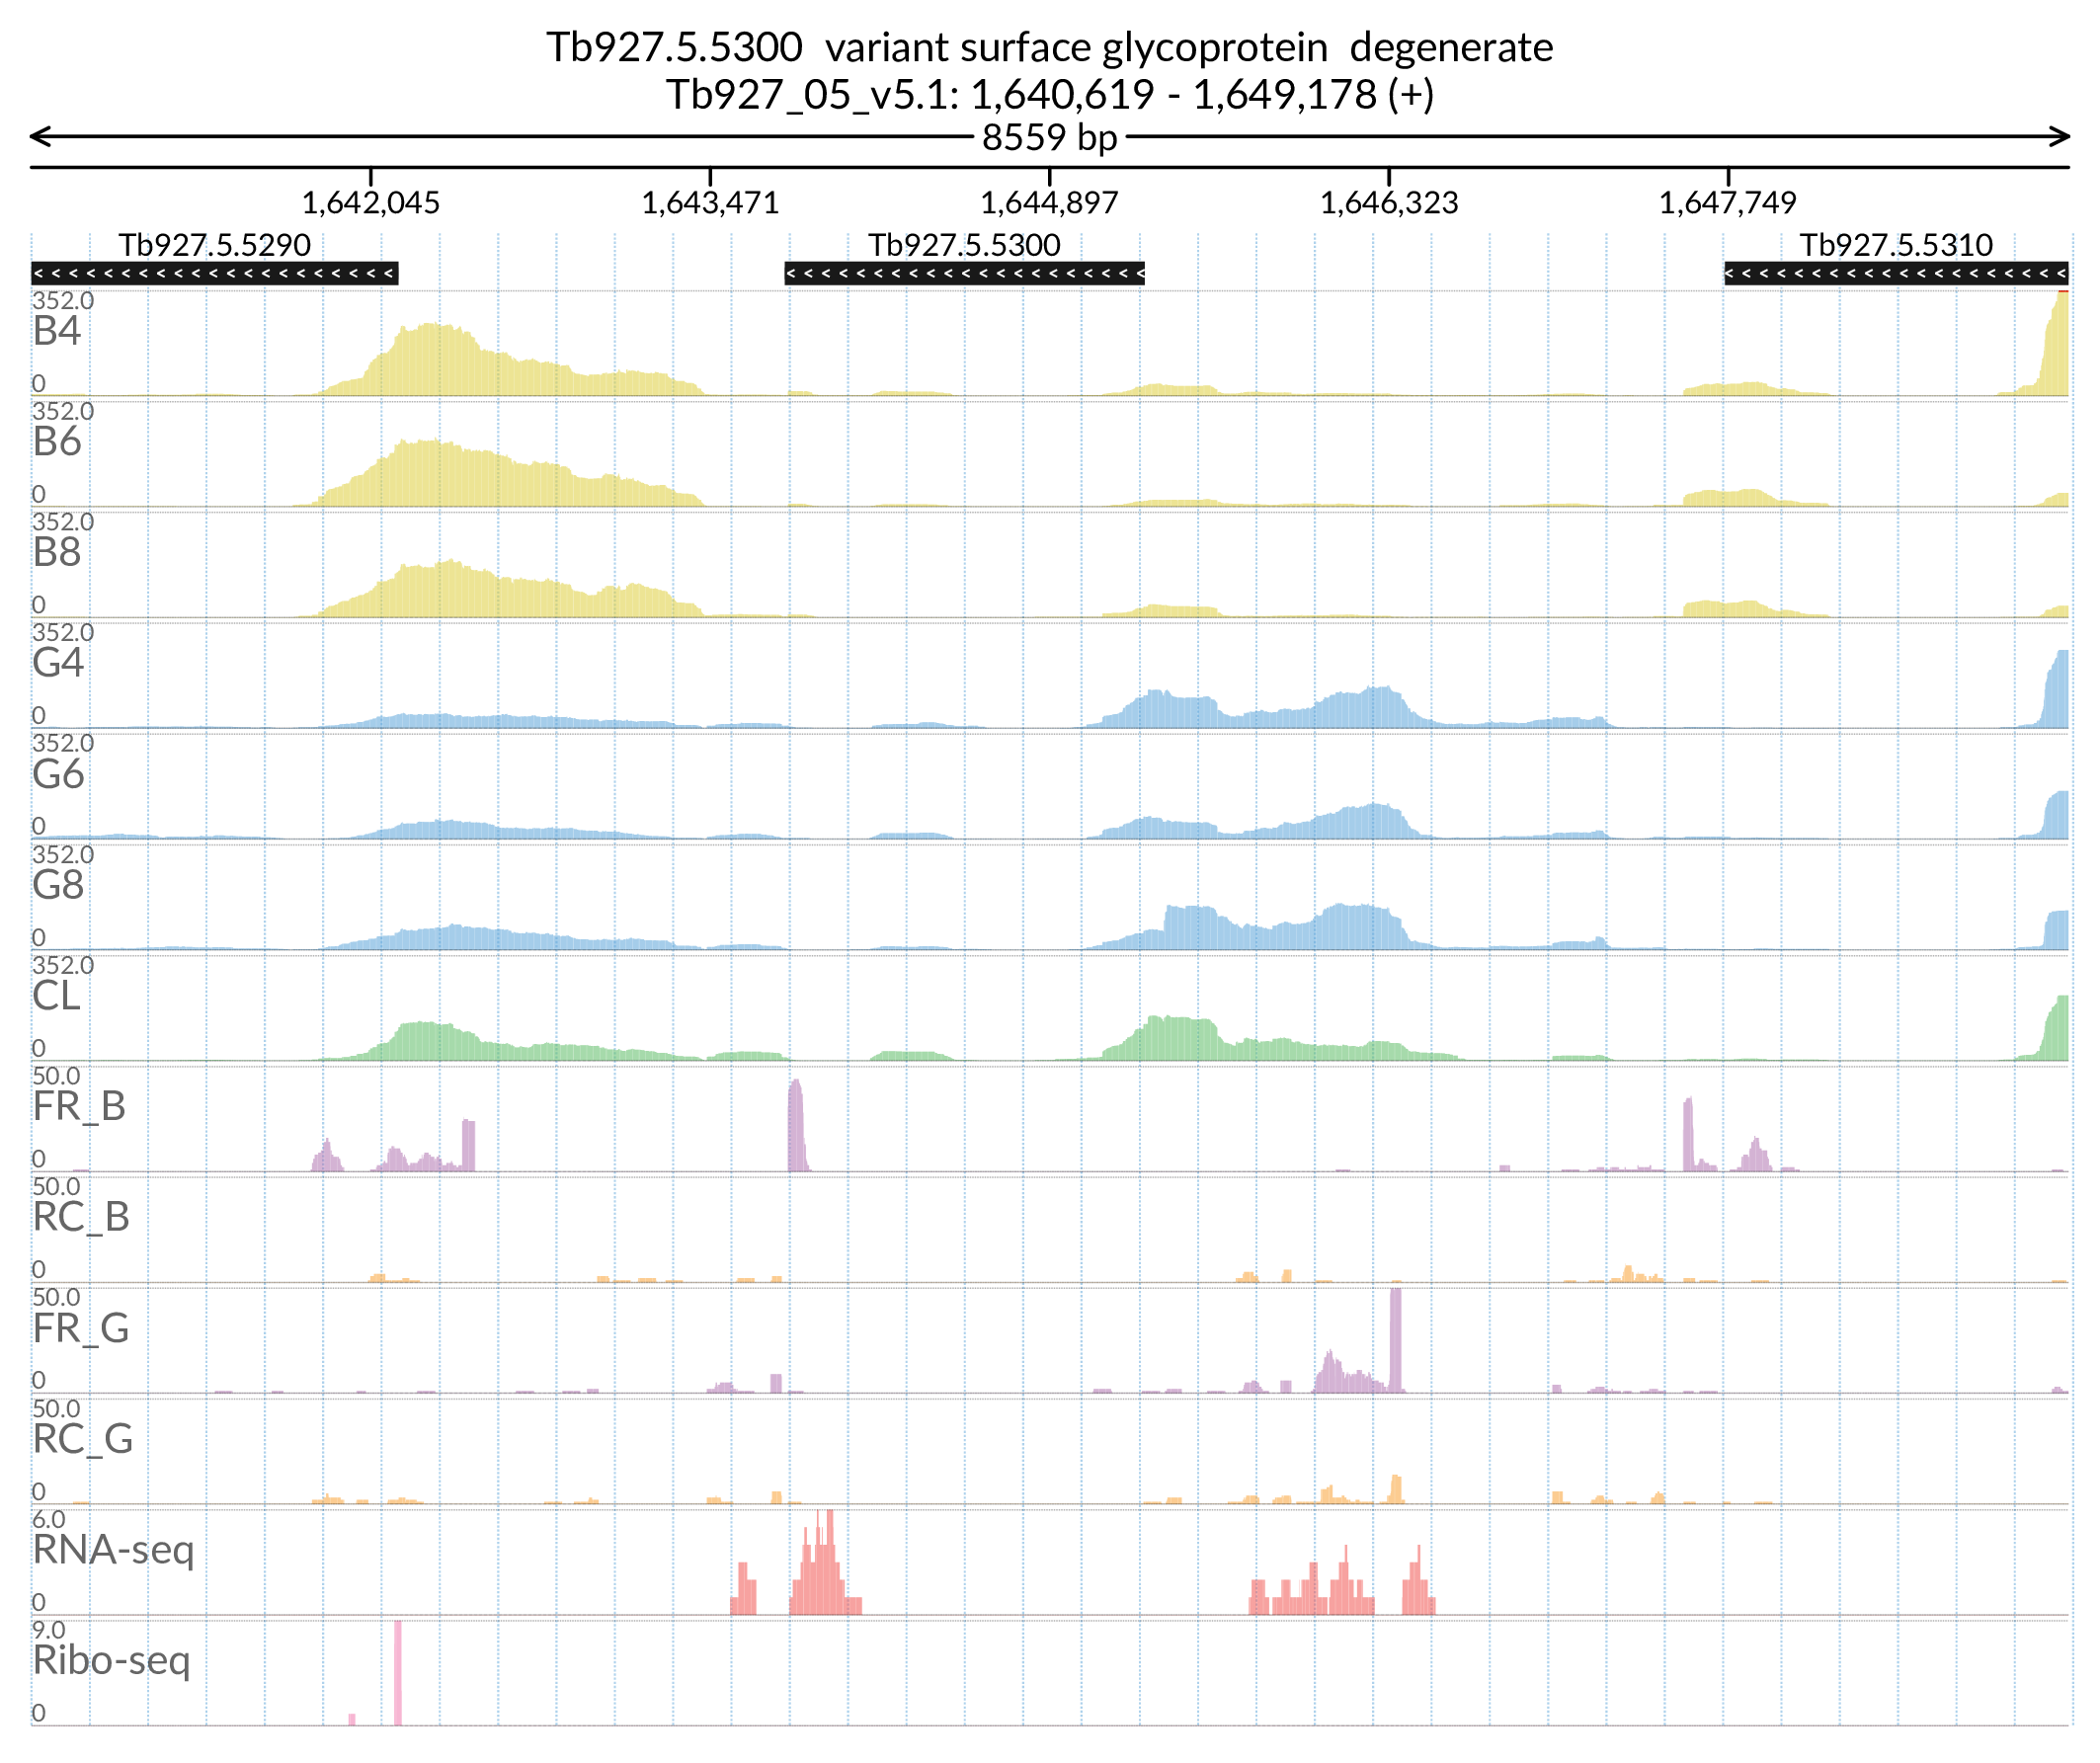 Tb927.5.5300 variant surface glycoprotein degenerate
Tb927_05_v5.1: 1,640,619 - 1,649,178 (+)
8559 bp
1,642,045 1,643,471 1,644,897 1,646,323 1,647,749
Tb927.5.5290 Tb927.5.5300 Tb927.5.5310
352.0
B4
0
352.0
B6
0
352.0
B8
0
352.0
G4
0
352.0
G6
0
352.0
G8
0
352.0
CL
0
50.0
FR_B
0
50.0
RC_B
0
50.0
FR_G
0
50.0
RC_G
0
6.0
RNA-seq
0
9.0
Ribo-seq
0